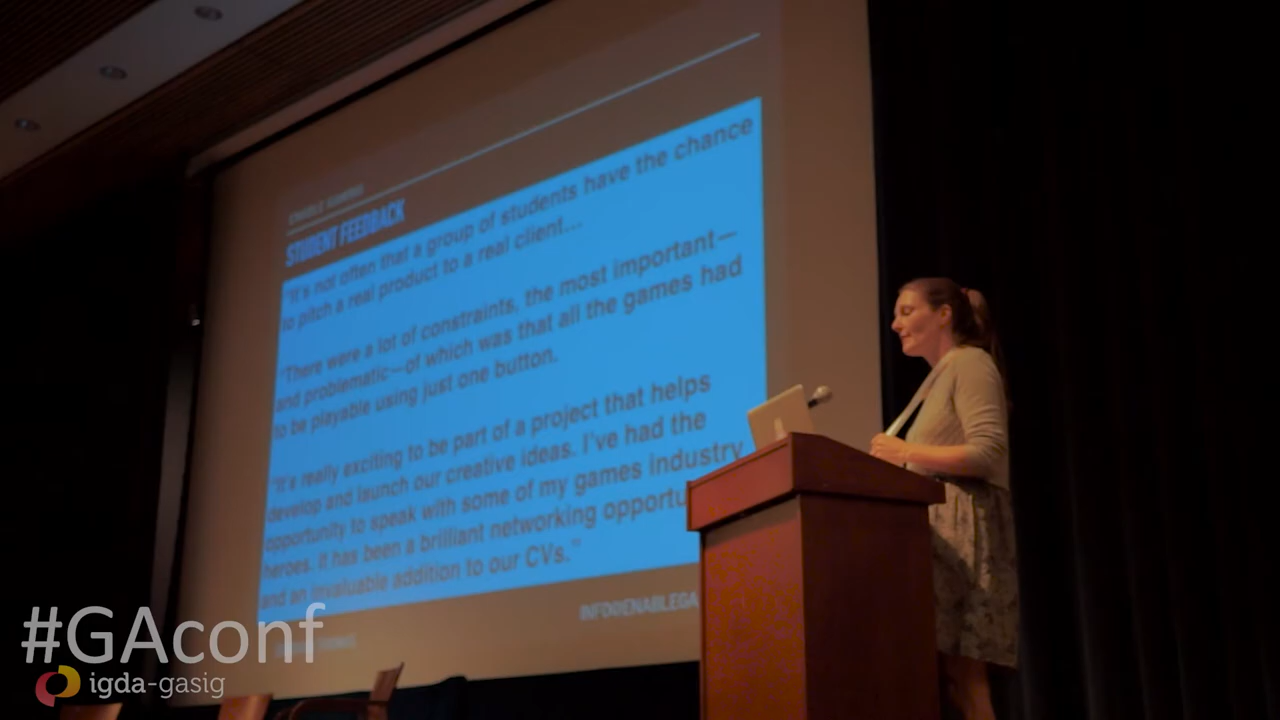 ENABLE GAMING
STUDENT FEEDBACK
"It's not often that a group of students have the chance
to pitch a real product to a real client...
"There were a lot of constraints, the most important—
and problematic—of which was that all the games had
to be playable using just one button.
"It's really exciting to be part of a project that helps
develop and launch our creative ideas. I've had the
opportunity to speak with some of my games industry
heroes. It has been a brilliant networking opportu
and an invaluable addition to our CVs."
INFO@ENABLEGA
#GAconf
igda-gasig